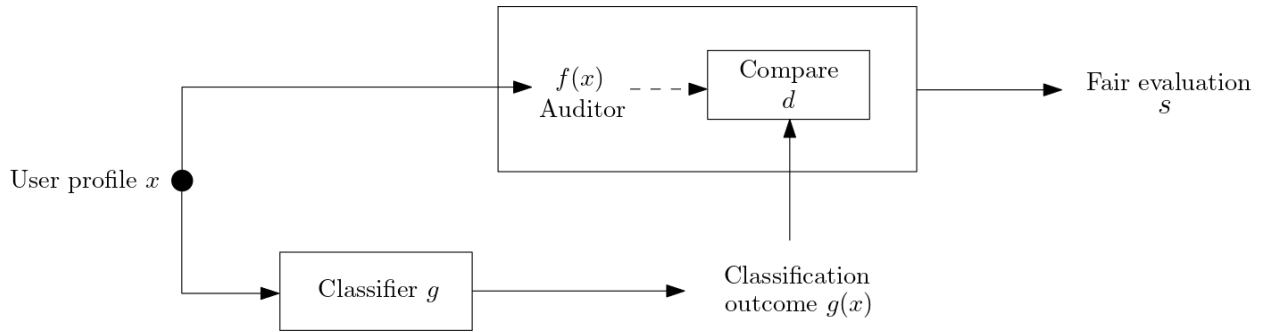 f(x)
Auditor
Compare
d
Fair evaluation
s
User profile x
Classifier g
Classification
outcome g(x)